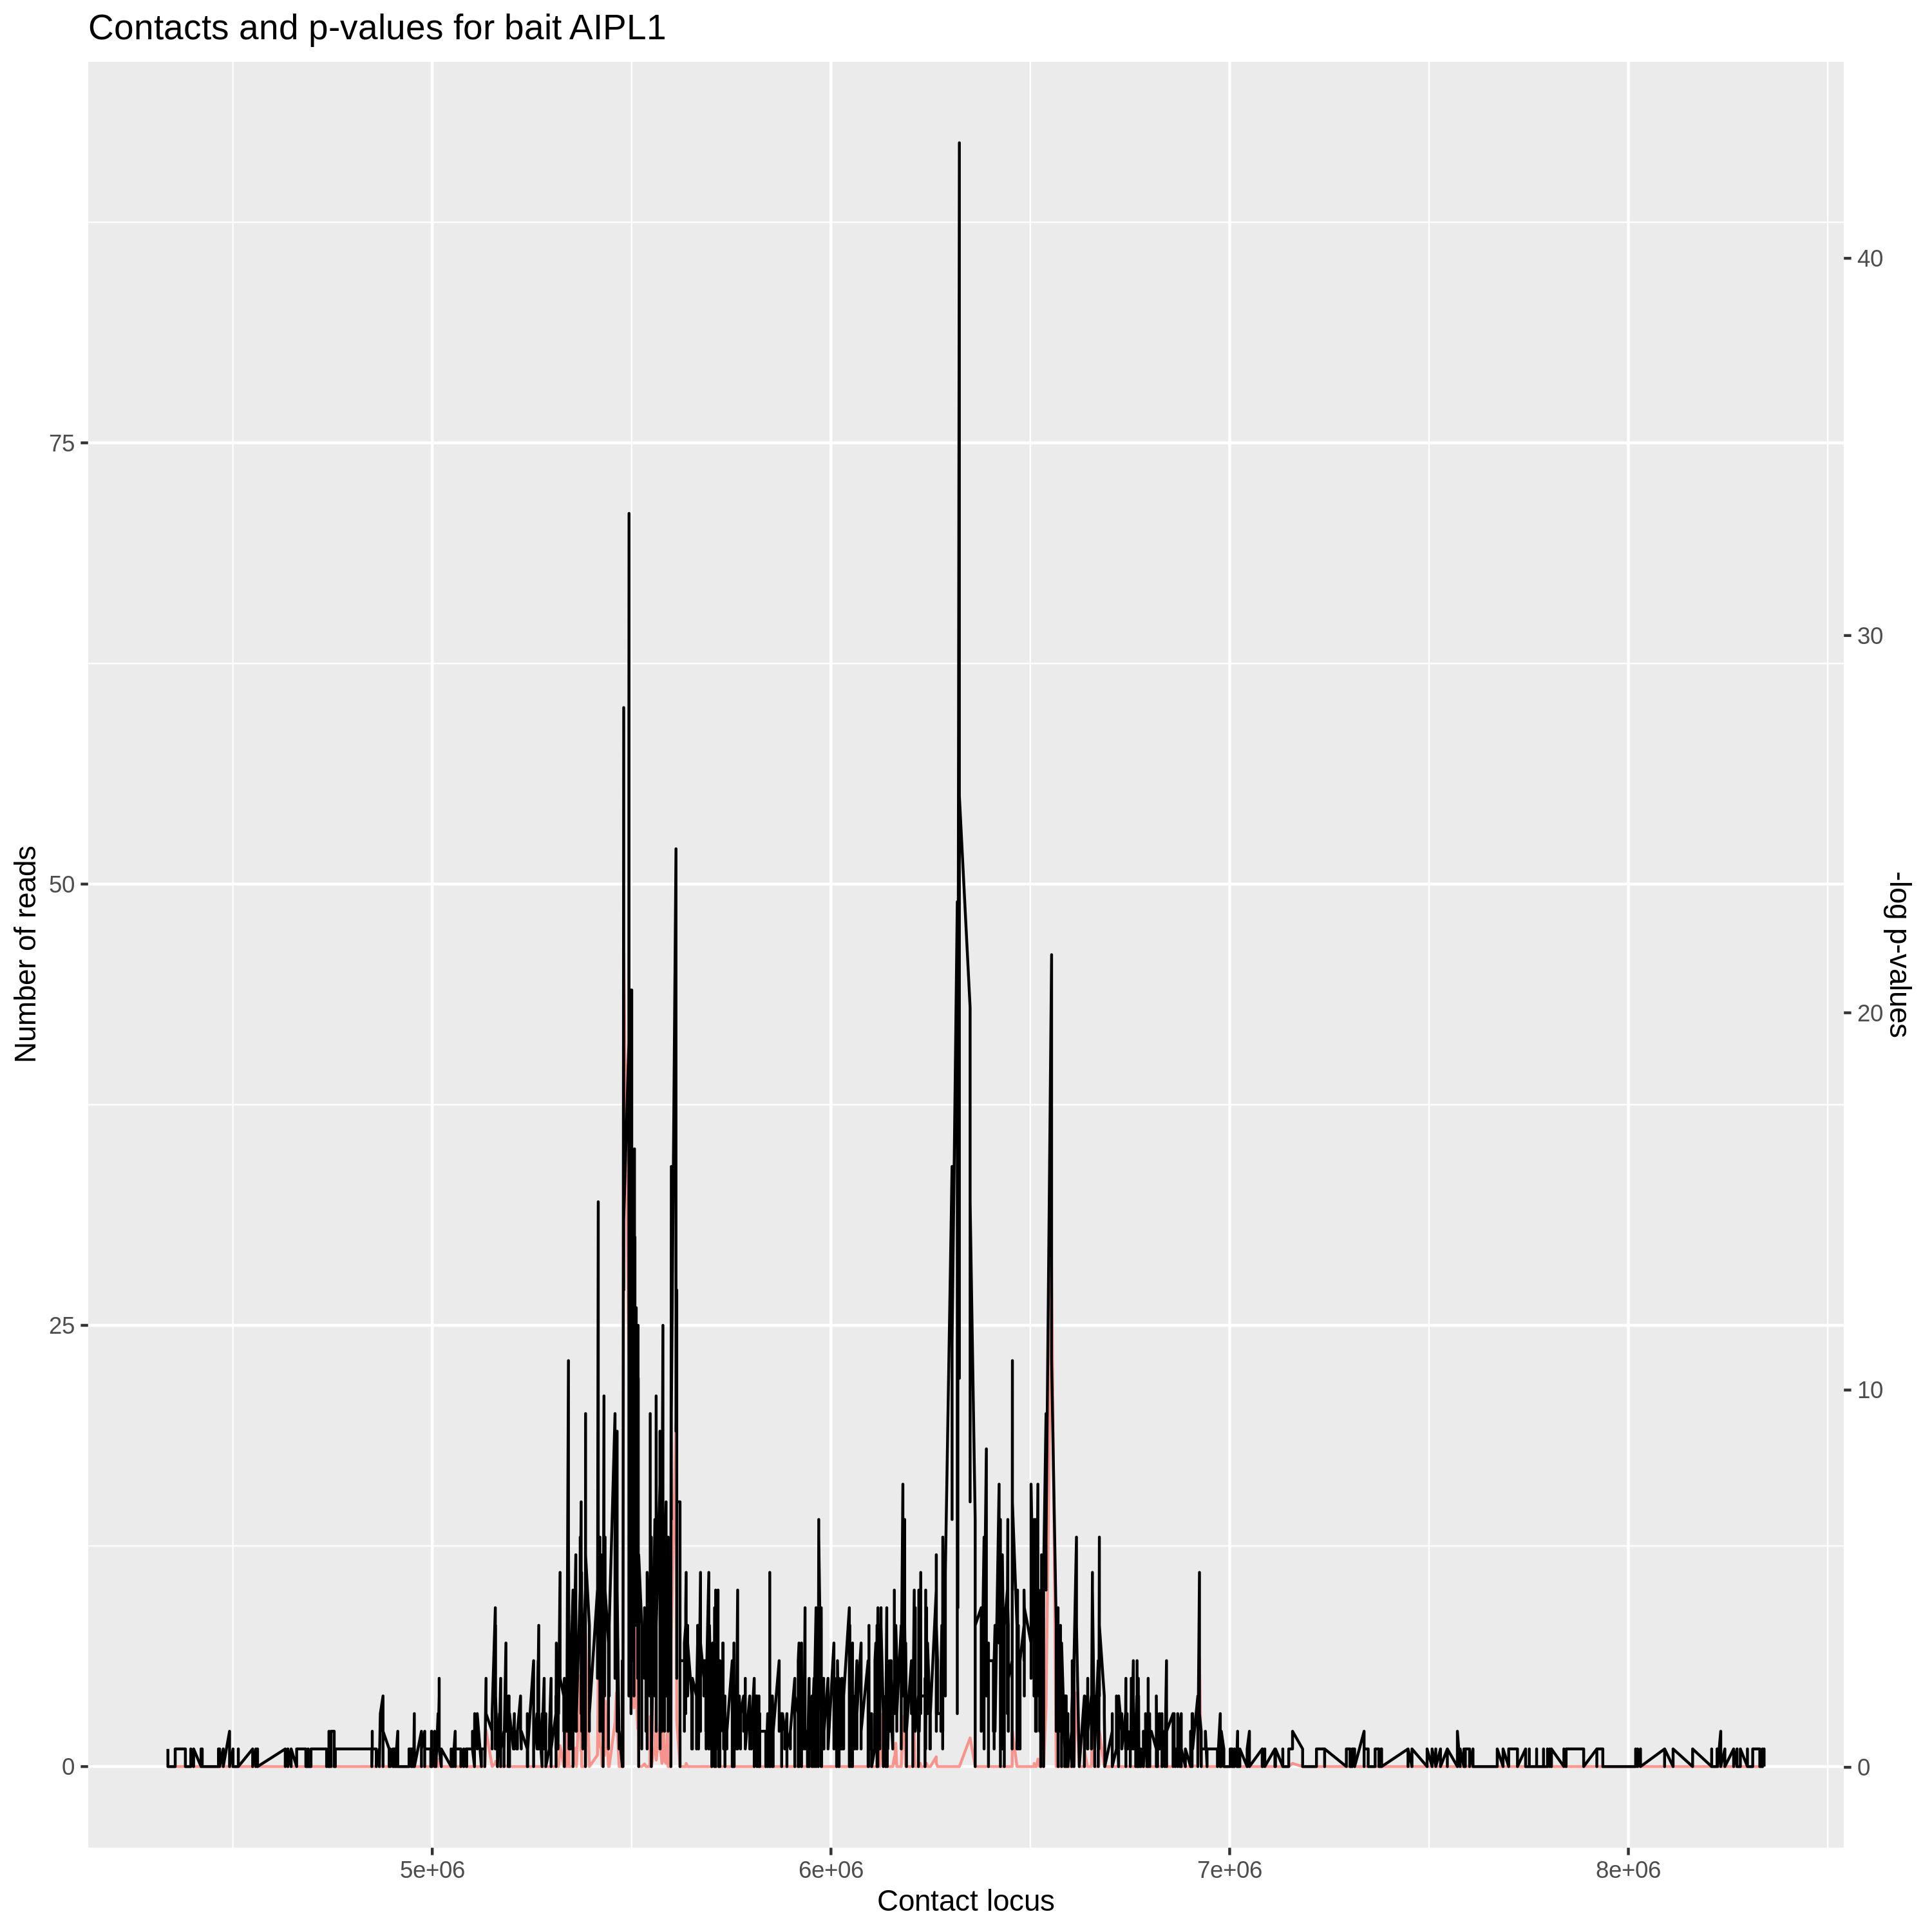 Contacts and p-values for bait AIPL1
Number of reads
75
50
25
0
40
30
20
10
0
-log p-values
5e+06
6e+06
7e+06
8e+06
Contact locus